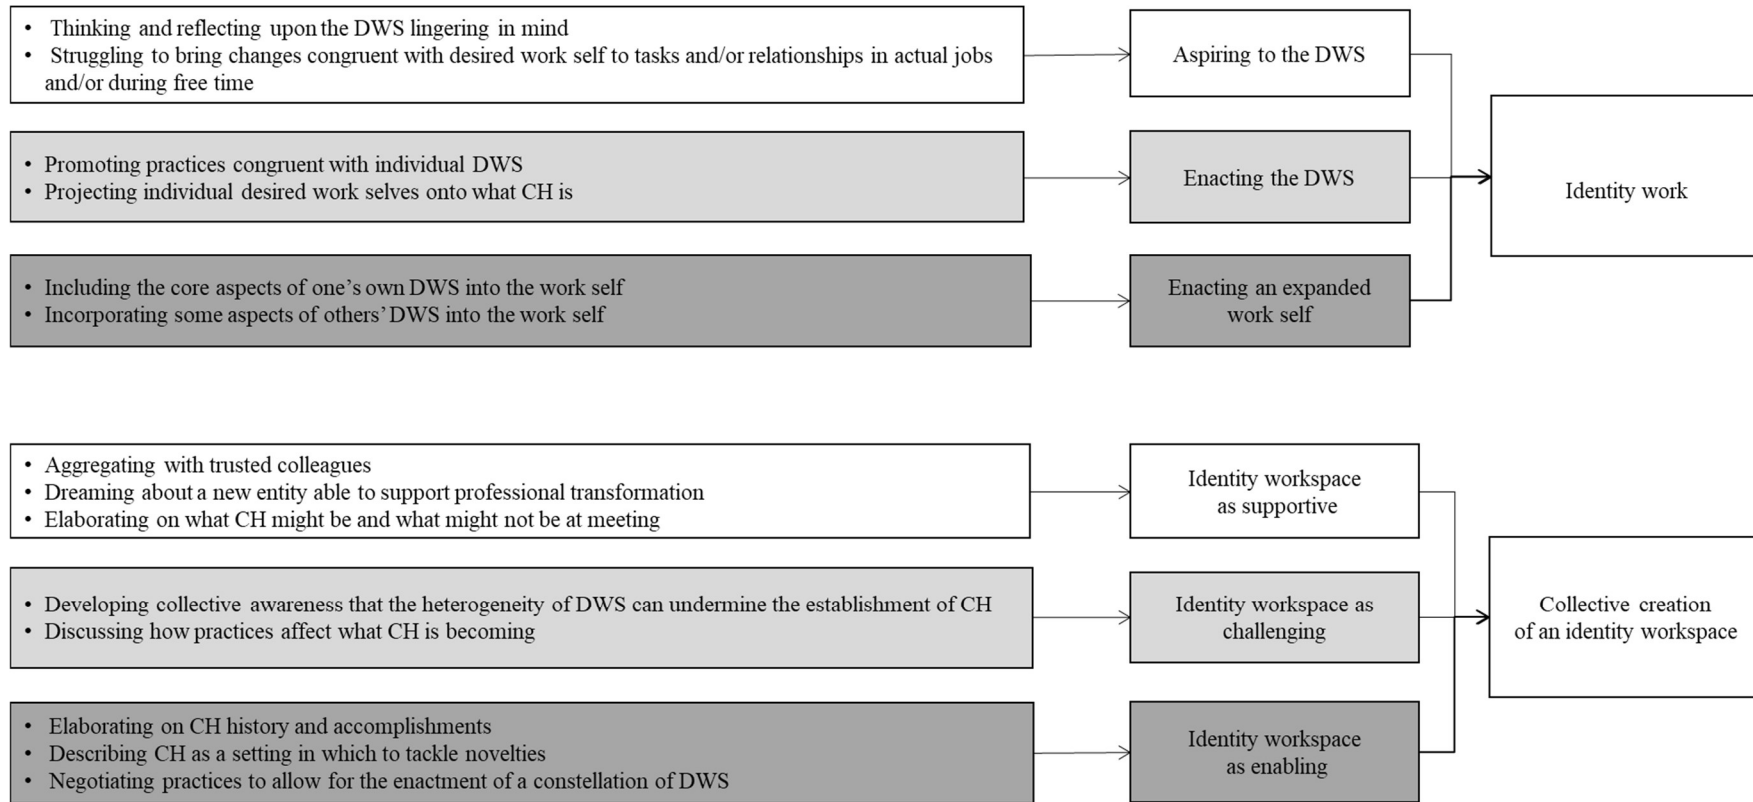 • Thinking and reflecting upon the DWS lingering in mind
• Struggling to bring changes congruent with desired work self to tasks and/or relationships in actual jobs
and/or during free time
Aspiring to the DWS
• Promoting practices congruent with individual DWS
• Projecting individual desired work selves onto what CH is
Enacting the DWS
Identity work
• Including the core aspects of one’s own DWS into the work self
• Incorporating some aspects of others’ DWS into the work self
Enacting an expanded
work self
• Aggregating with trusted colleagues
• Dreaming about a new entity able to support professional transformation
• Elaborating on what CH might be and what might not be at meeting
Identity workspace
as supportive
• Developing collective awareness that the heterogeneity of DWS can undermine the establishment of CH
• Discussing how practices affect what CH is becoming
Identity workspace as
challenging
Collective creation
of an identity workspace
• Elaborating on CH history and accomplishments
• Describing CH as a setting in which to tackle novelties
• Negotiating practices to allow for the enactment of a constellation of DWS
Identity workspace
as enabling